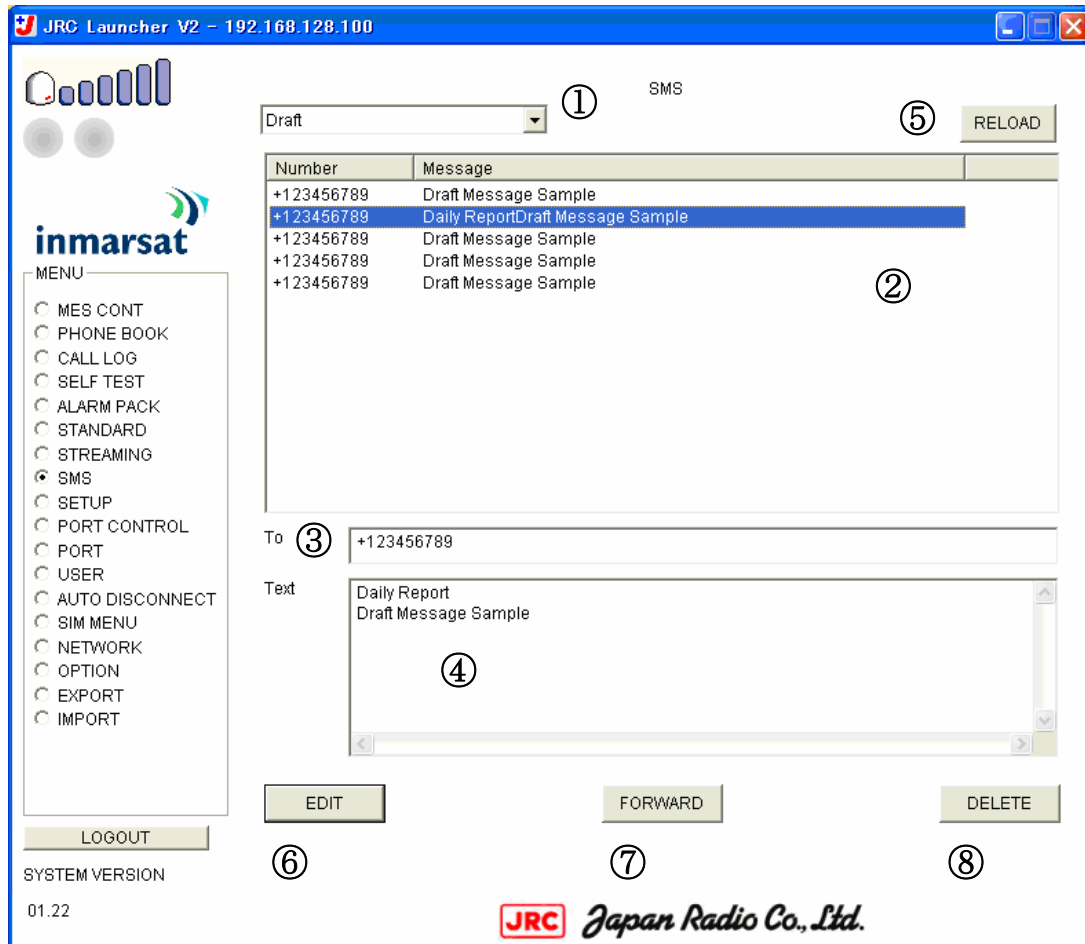 JRC Launcher V2 - 192.168.128.100
SMS
Draft
①
⑤
RELOAD
Number Message
+123456789 Draft Message Sample
+123456789 Daily ReportDraft Message Sample
+123456789 Draft Message Sample
+123456789 Draft Message Sample
+123456789 Draft Message Sample
②
inmarsat
MENU
MES CONT
PHONE BOOK
CALL LOG
SELF TEST
ALARM PACK
STANDARD
STREAMING
SMS
SETUP
PORT CONTROL
PORT
USER
AUTO DISCONNECT
SIM MENU
NETWORK
OPTION
EXPORT
IMPORT
To ③ +123456789
Text
Daily Report
Draft Message Sample
④
EDIT FORWARD DELETE
⑥ ⑦ ⑧
LOGOUT
SYSTEM VERSION
01.22
JRC Japan Radio Co., Ltd.